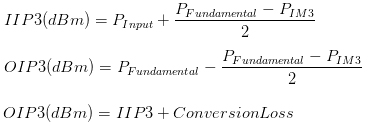 IIP3(dBm) = P_{Input} + \frac{P_{Fundamental} - P_{IM3}}{2}
OIP3(dBm) = P_{Fundamental} - \frac{P_{Fundamental} - P_{IM3}}{2}
OIP3(dBm) = IIP3 + ConversionLoss